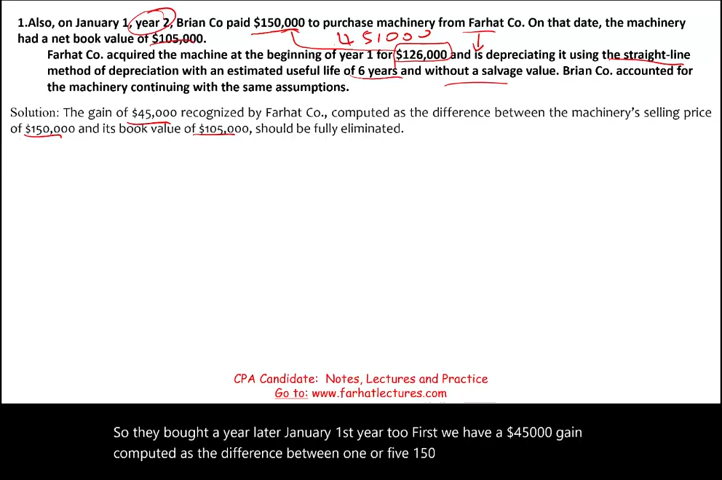 1.Also, on January 1, year 2, Brian Co paid $150,000 to purchase machinery from Farhat Co. On that date, the machinery
had a net book value of $105,000.
45000
Farhat Co. acquired the machine at the beginning of year 1 for $126,000 and is depreciating it using the straight-line
method of depreciation with an estimated useful life of 6 years and without a salvage value. Brian Co. accounted for
the machinery continuing with the same assumptions.
Solution: The gain of $45,000 recognized by Farhat Co., computed as the difference between the machinery's selling price
of $150,000 and its book value of $105,000, should be fully eliminated.
CPA Candidate: Notes, Lectures and Practice
Go to: www.farhatlectures.com
So they bought a year later January 1st year too First we have a $45000 gain
computed as the difference between one or five 150